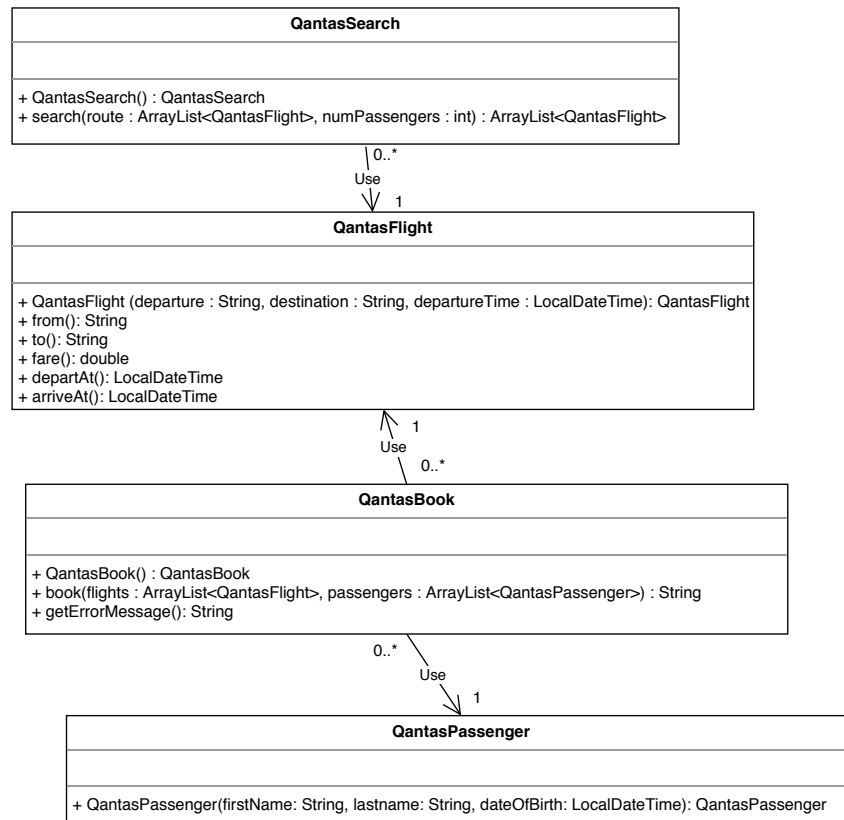 QantasSearch
+ QantasSearch() : QantasSearch
+ search(route : ArrayList<QantasFlight>, numPassengers : int) : ArrayList<QantasFlight>
0..*
Use
1
QantasFlight
+ QantasFlight (departure : String, destination : String, departureTime : LocalDateTime): QantasFlight
+ from(): String
+ to(): String
+ fare(): double
+ departAt(): LocalDateTime
+ arriveAt(): LocalDateTime
1
Use
0..*
QantasBook
+ QantasBook() : QantasBook
+ book(flights : ArrayList<QantasFlight>, passengers : ArrayList<QantasPassenger>) : String
+ getErrorMessage(): String
0..*
Use
1
QantasPassenger
+ QantasPassenger(firstName: String, lastname: String, dateOfBirth: LocalDateTime): QantasPassenger